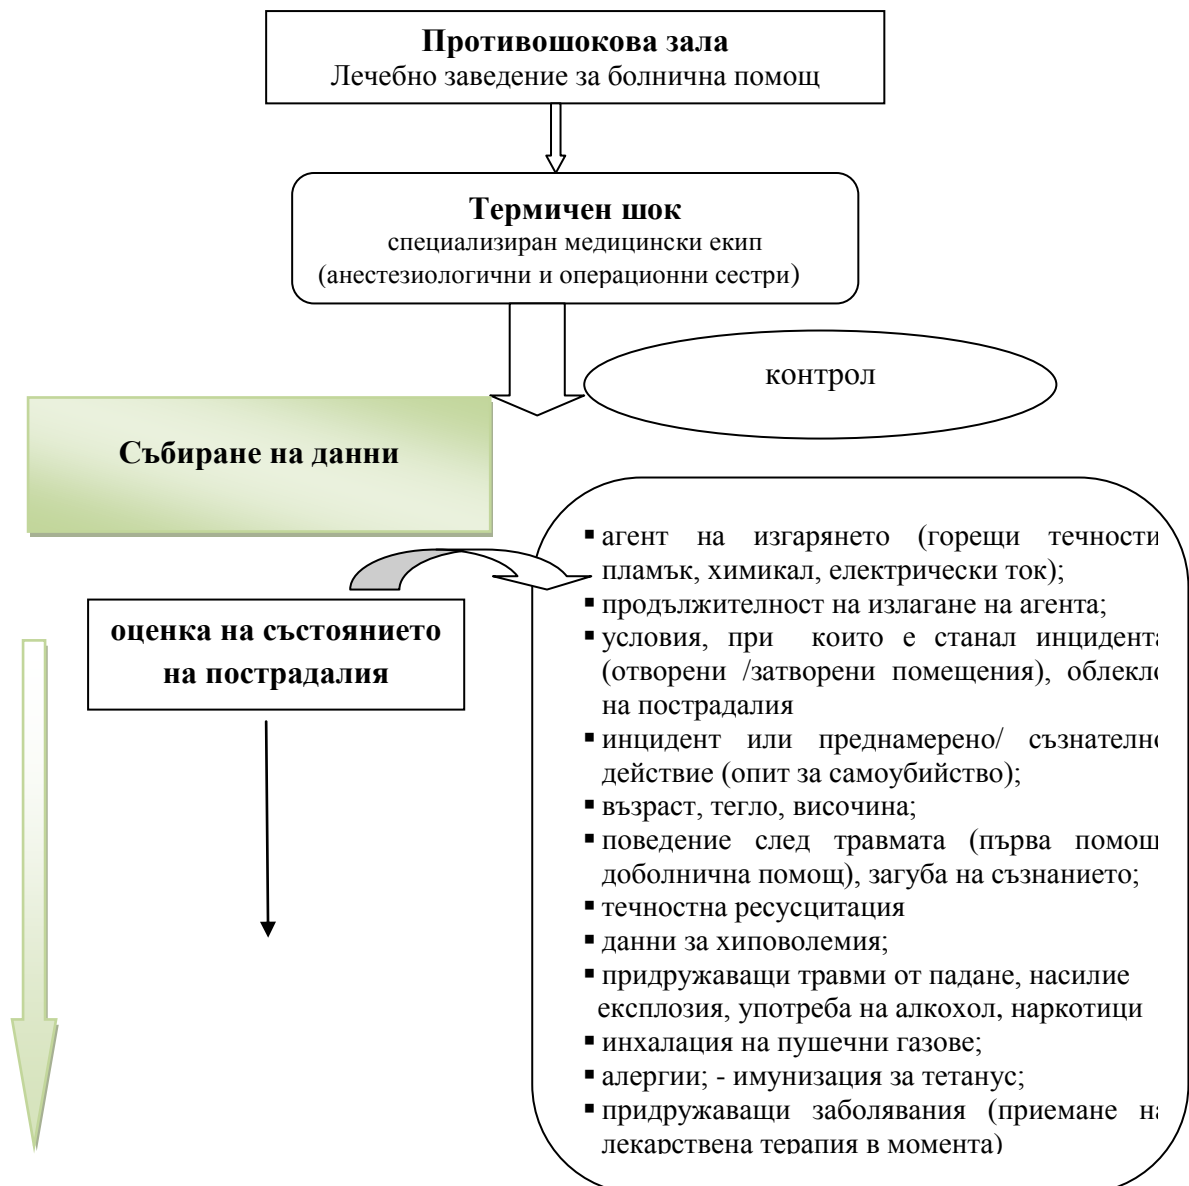 Противошокова зала
Лечебно заведение за болнична помощ
Термичен шок
специализиран медицински екип
(анестезиологични и операционни сестри)
контрол
Събиране на данни
оценка на състоянието
на пострадалия
▪ агент на изгарянето (горещи течности
пламък, химикал, електрически ток);
▪ продължителност на излагане на агента;
▪ условия, при които е станал инцидента
(отворени /затворени помещения), облекло
на пострадалия
▪ инцидент или преднамерено/ съзнателно
действие (опит за самоубийство);
▪ възраст, тегло, височина;
▪ поведение след травмата (първа помощ
доболнична помощ), загуба на съзнанието;
▪ течностна ресусцитация
▪ данни за хиповолемия;
▪ придружаващи травми от падане, насилие
експлозия, употреба на алкохол, наркотици
▪ инхалация на пушечни газове;
▪ алергии; - имунизация за тетанус;
▪ придружаващи заболявания (приемане на
лекарствена терапия в момента)